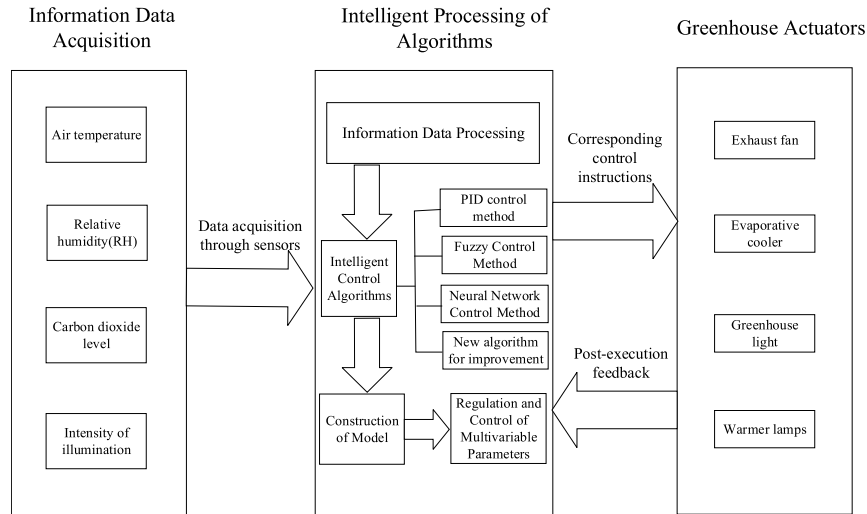 Information Data
Acquisition
Air temperature
Relative
humidity(RH)
Carbon dioxide
level
Intensity of
illumination
Data acquisition
through sensors
Intelligent Processing of
Algorithms
Information Data Processing
Intelligent
Control
Algorithms
PID control
method
Fuzzy Control
Method
Neural Network
Control Method
New algorithm
for improvement
Construction
of Model
Regulation and
Control of
Multivariable
Parameters
Corresponding
control
instructions
Post-execution
feedback
Greenhouse Actuators
Exhaust fan
Evaporative
cooler
Greenhouse
light
Warmer lamps